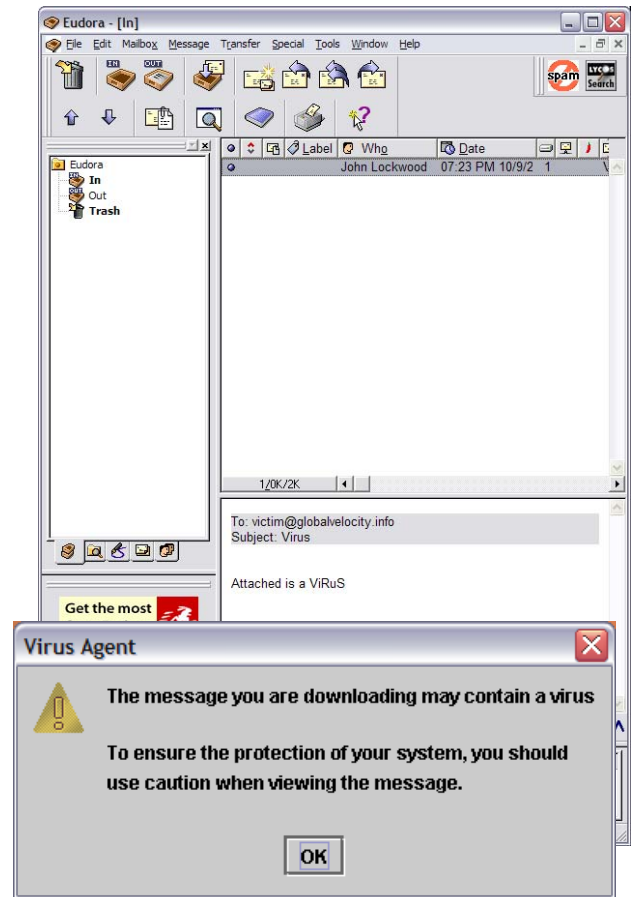 Eudora - [In]
File Edit Mailbox Message Transfer Special Tools Window Help
IN OUT
spam LYCOS Search
Label Who Date
Eudora
John Lockwood 07:23 PM 10/9/2 1
In
Out
Trash
1/0K/2K
To: victim@globalvelocity.info
Subject: Virus
Attached is a ViRuS
Get the most
Virus Agent
The message you are downloading may contain a virus
To ensure the protection of your system, you should
use caution when viewing the message.
OK